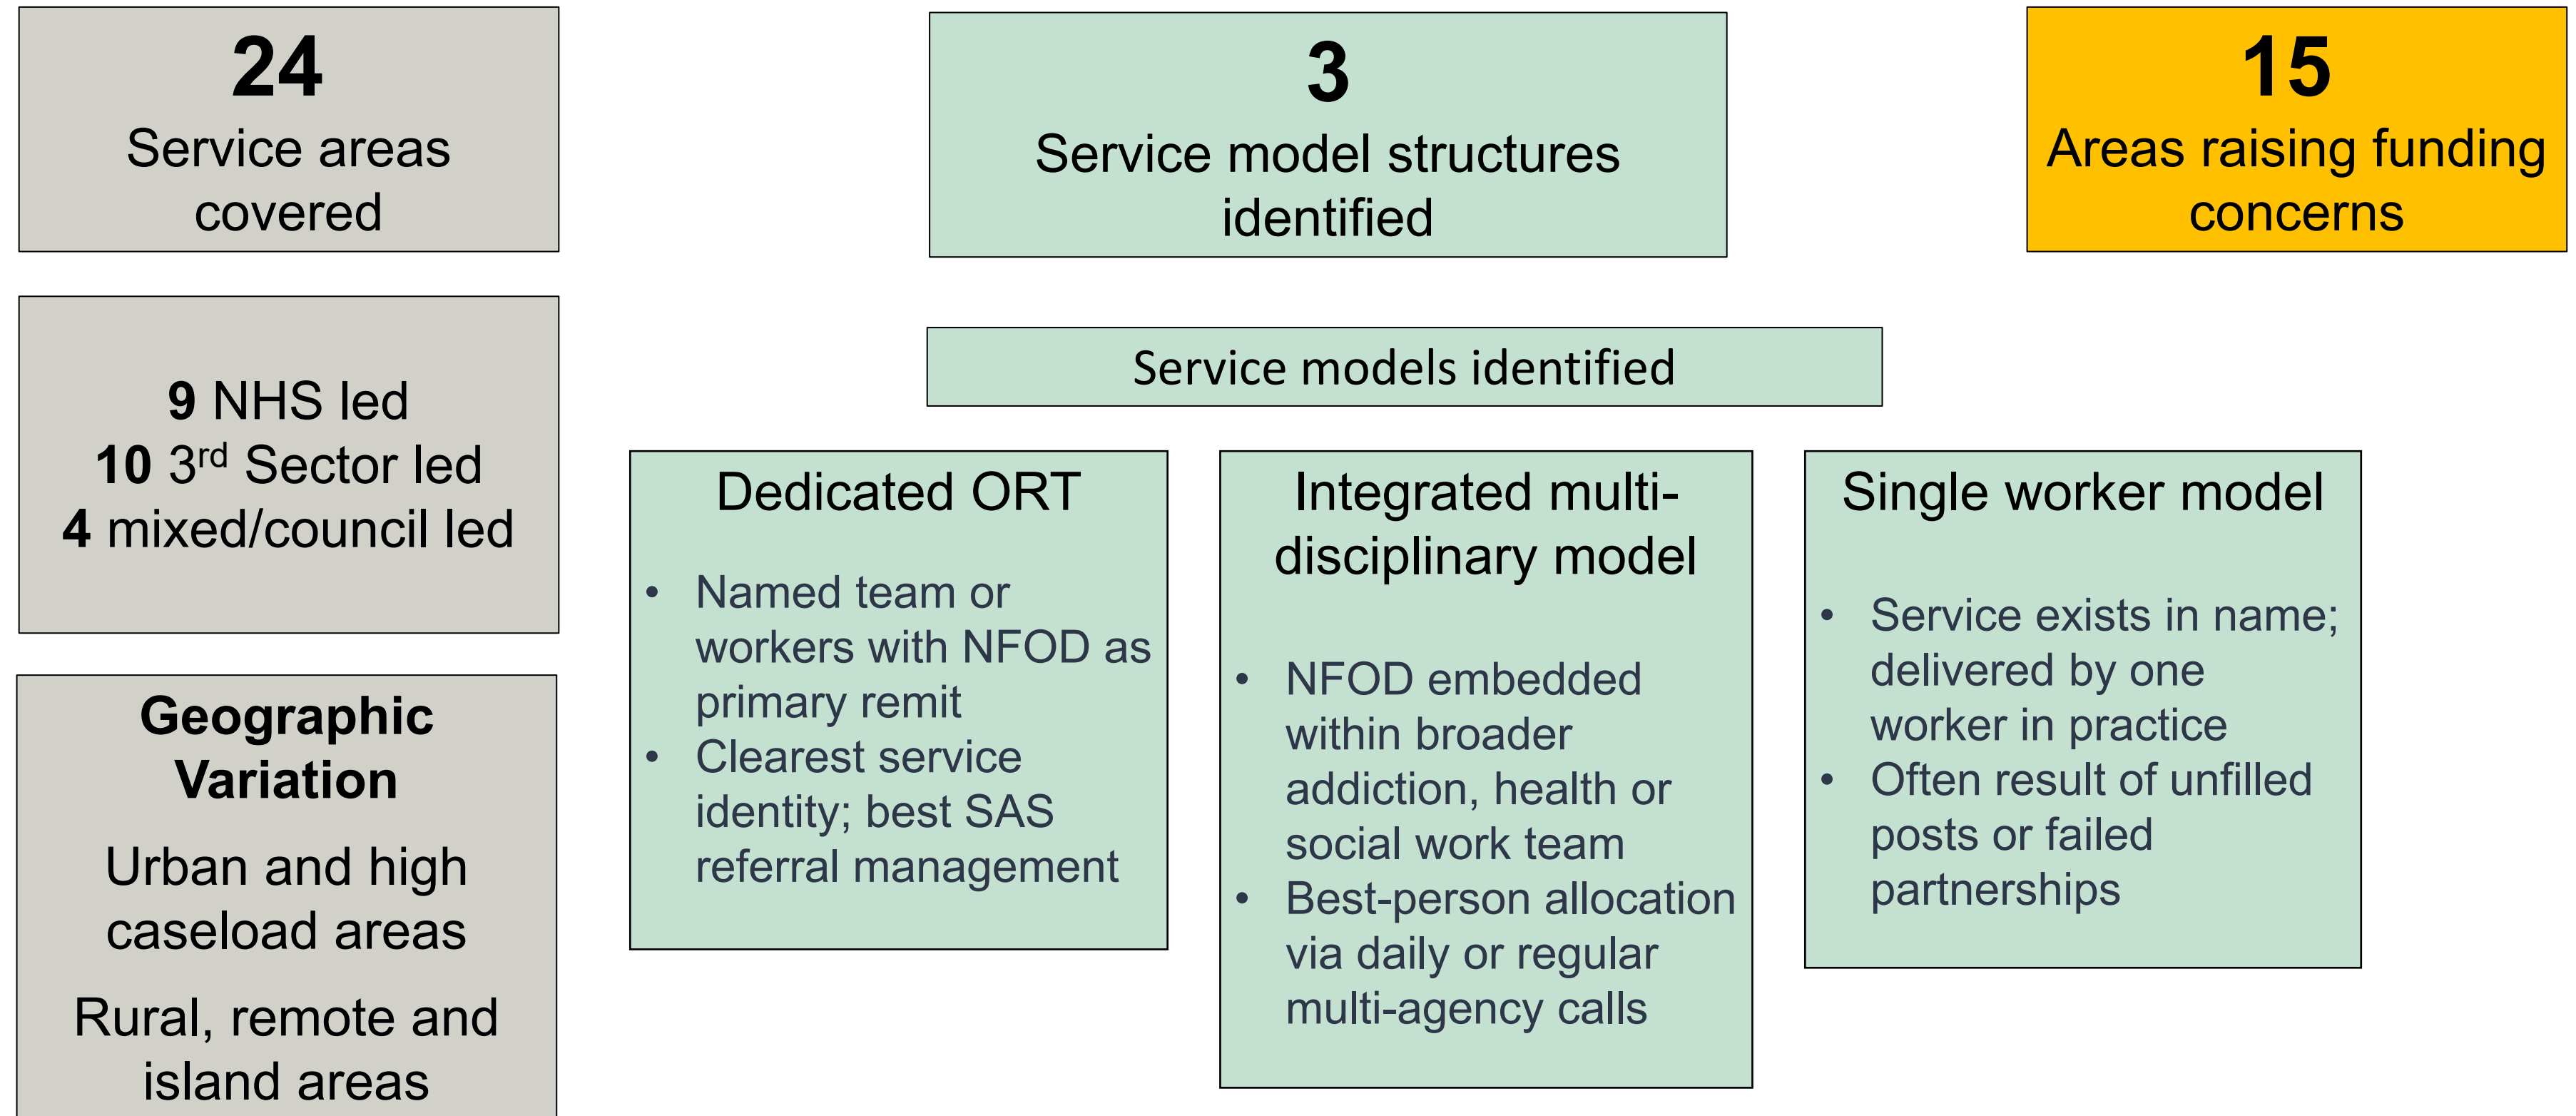 24
Service areas
covered
9 NHS led
10 3rd Sector led
4 mixed/council led
Geographic
Variation
Urban and high
caseload areas
Rural, remote and
island areas
3
Service model structures
identified
Service models identified
Dedicated ORT
• Named team or
workers with NFOD as
primary remit
• Clearest service
identity; best SAS
referral management
Integrated multi-
disciplinary model
• NFOD embedded
within broader
addiction, health or
social work team
• Best-person allocation
via daily or regular
multi-agency calls
Single worker model
• Service exists in name;
delivered by one
worker in practice
• Often result of unfilled
posts or failed
partnerships
15
Areas raising funding
concerns